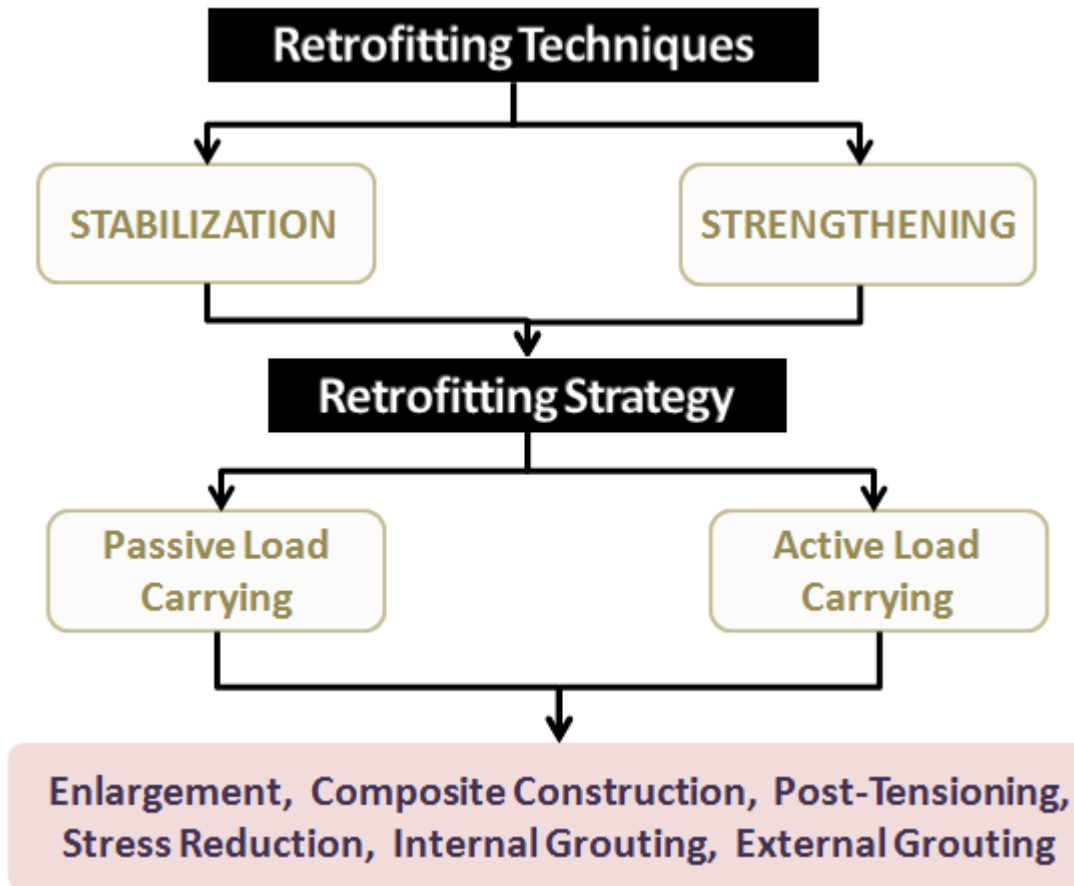 Retrofitting Techniques
STABILIZATION
STRENGTHENING
Retrofitting Strategy
Passive Load
Carrying
Active Load
Carrying
Enlargement, Composite Construction, Post-Tensioning,
Stress Reduction, Internal Grouting, External Grouting